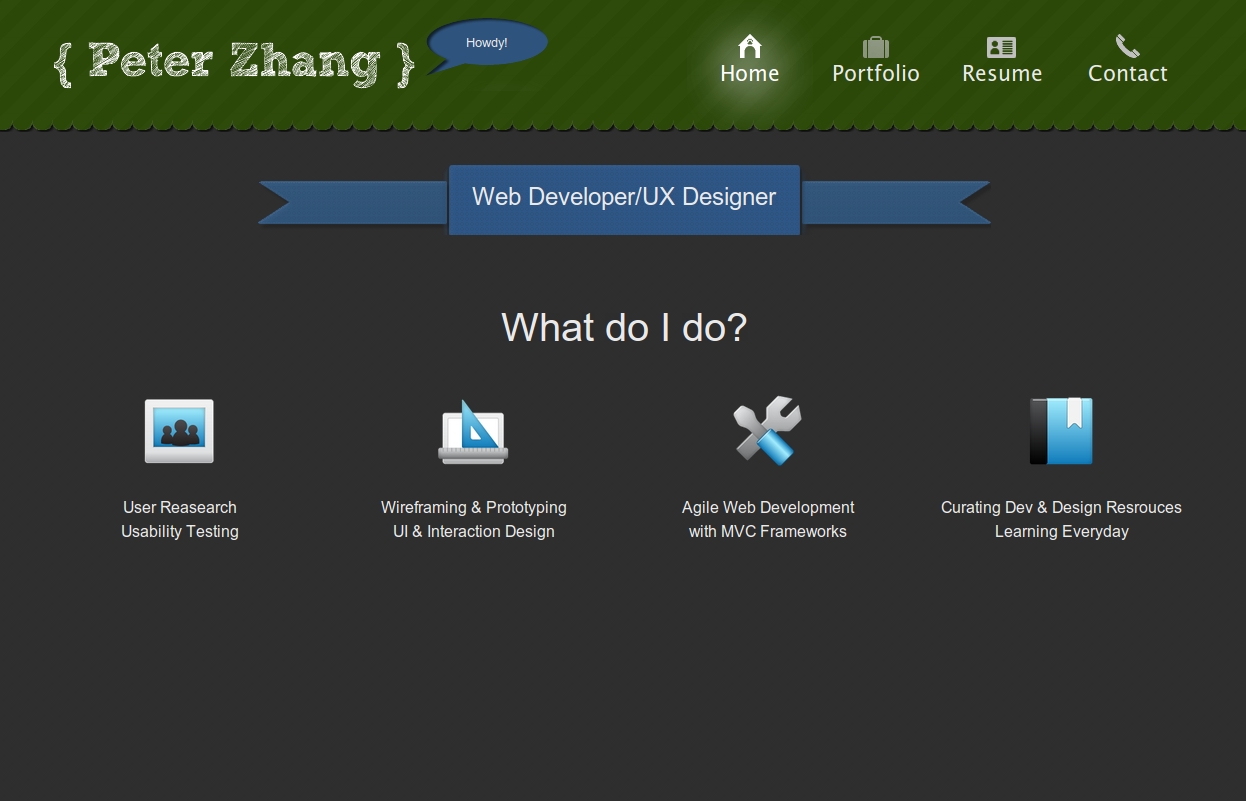 { Peter Zhang }
Howdy!
Home
Portfolio
Resume
Contact
Web Developer/UX Designer
What do I do?
User Reasearch
Usability Testing
Wireframing & Prototyping
UI & Interaction Design
Agile Web Development
with MVC Frameworks
Curating Dev & Design Resrouces
Learning Everyday